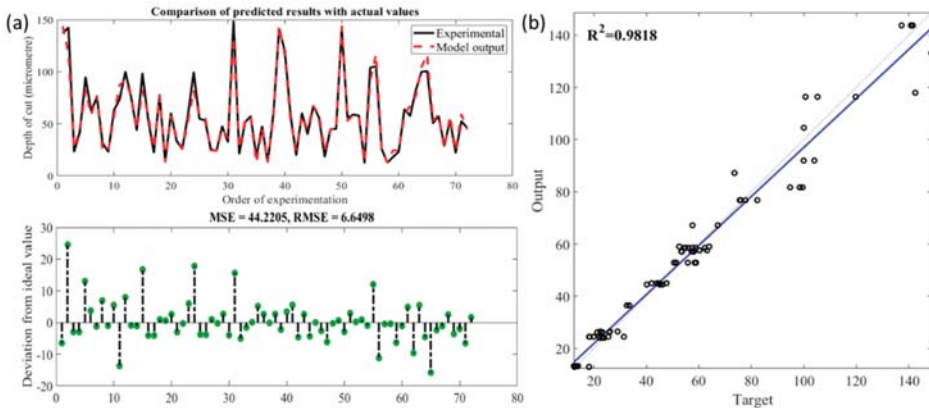 (a)
Comparison of predicted results with actual values
Depth of cut (micrometre)
150
100
50
0
Experimental
Model output
0 10 20 30 40 50 60 70 80
Order of experimentation
MSE = 44.2205, RMSE = 6.6498
Deviation from ideal value
30
20
10
0
-10
-20
0 10 20 30 40 50 60 70 80
(b)
R²=0.9818
Output
140
120
100
80
60
40
20
20 40 60 80 100 120 140
Target